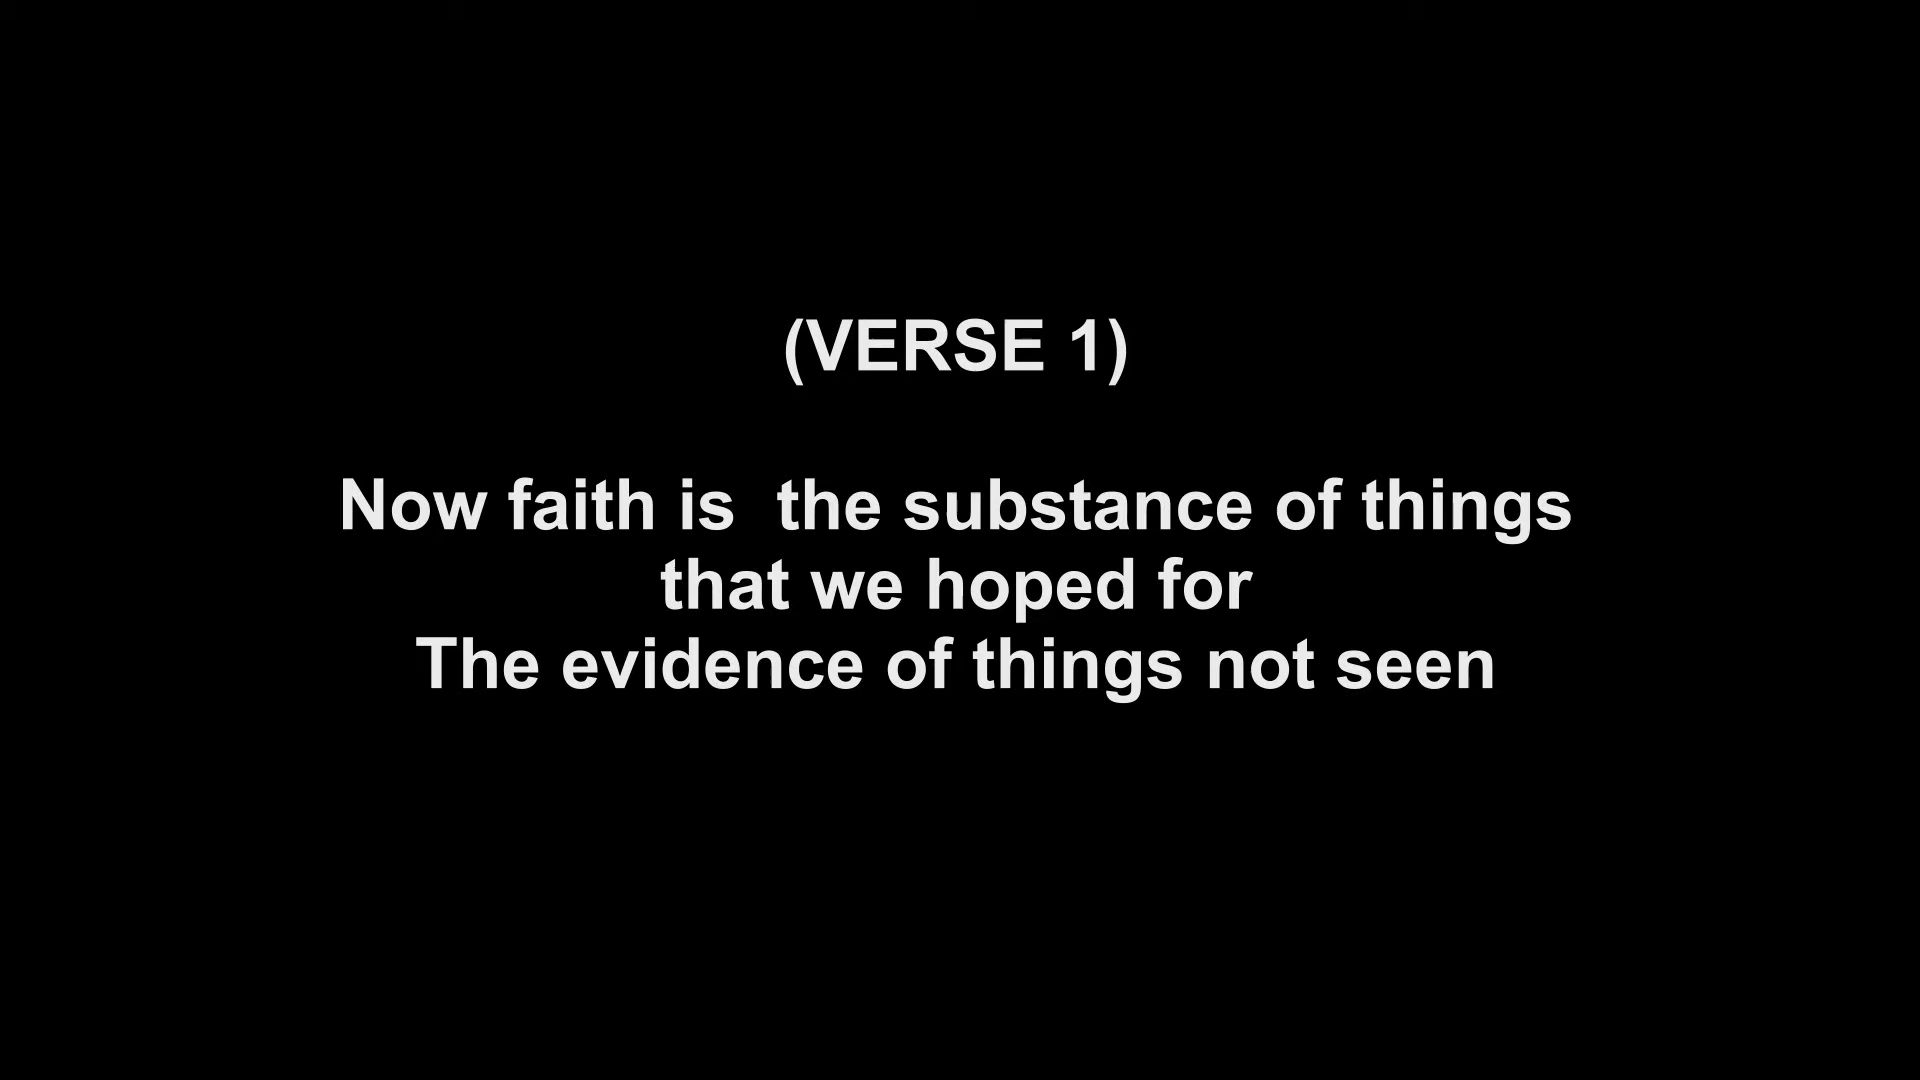 (VERSE 1)
Now faith is  the substance of things
that we hoped for
The evidence of things not seen